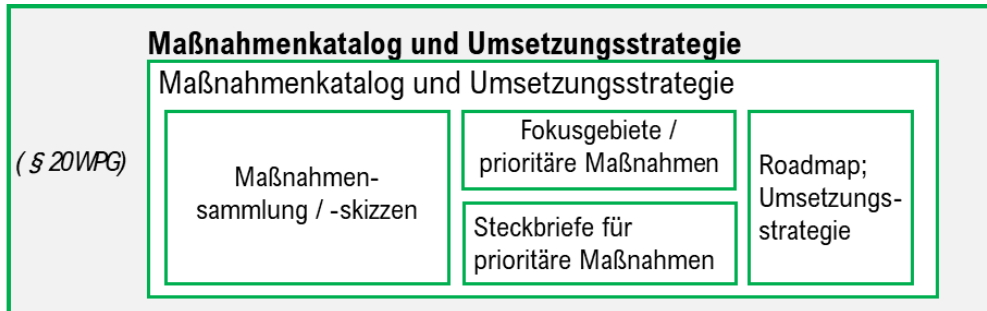 Maßnahmenkatalog und Umsetzungsstrategie
Maßnahmenkatalog und Umsetzungsstrategie
( § 20WPG)
Maßnahmen-
sammlung / -skizzen
Fokusgebiete /
prioritäre Maßnahmen
Steckbriefe für
prioritäre Maßnahmen
Roadmap;
Umsetzungs-
strategie